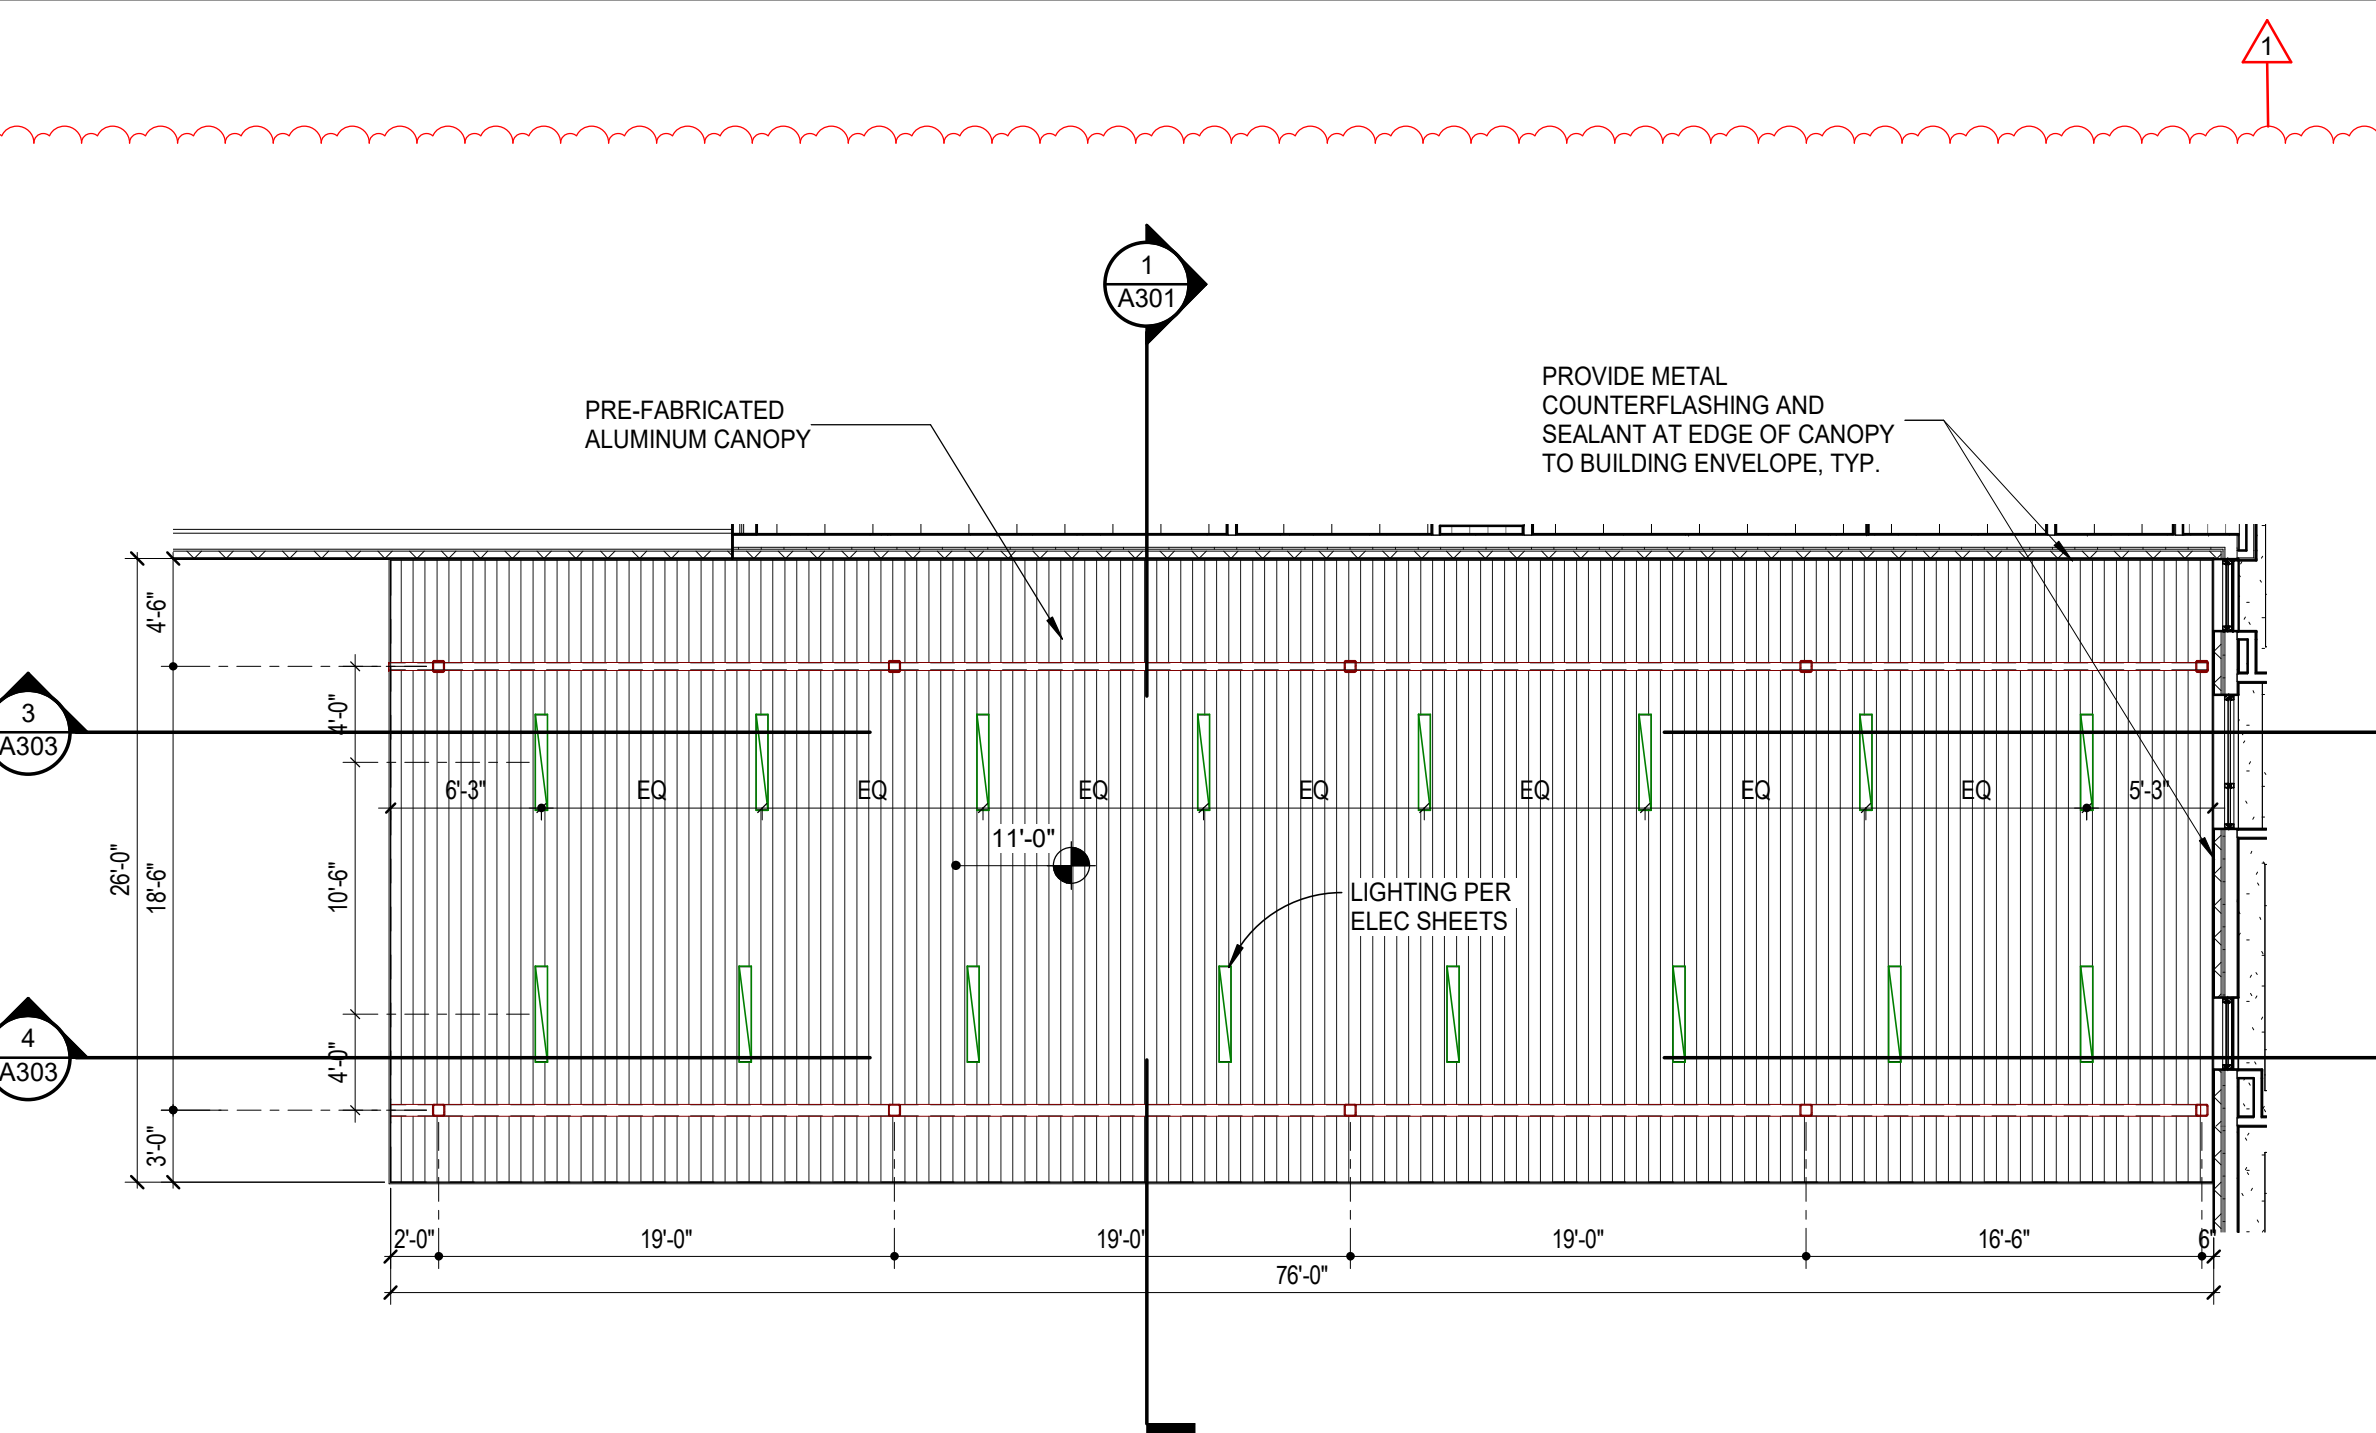 1
1
A301
PRE-FABRICATED
ALUMINUM CANOPY
PROVIDE METAL
COUNTERFLASHING AND
SEALANT AT EDGE OF CANOPY
TO BUILDING ENVELOPE, TYP.
4'-6"
4'-0"
3
A303
6'-3"
EQ
EQ
EQ
EQ
EQ
EQ
EQ
5'-3"
11'-0"
26'-0"
18'-6"
10'-6"
LIGHTING PER
ELEC SHEETS
4
A303
4'-0"
3'-0"
2'-0"
19'-0"
19'-0"
19'-0"
16'-6"
6"
76'-0"